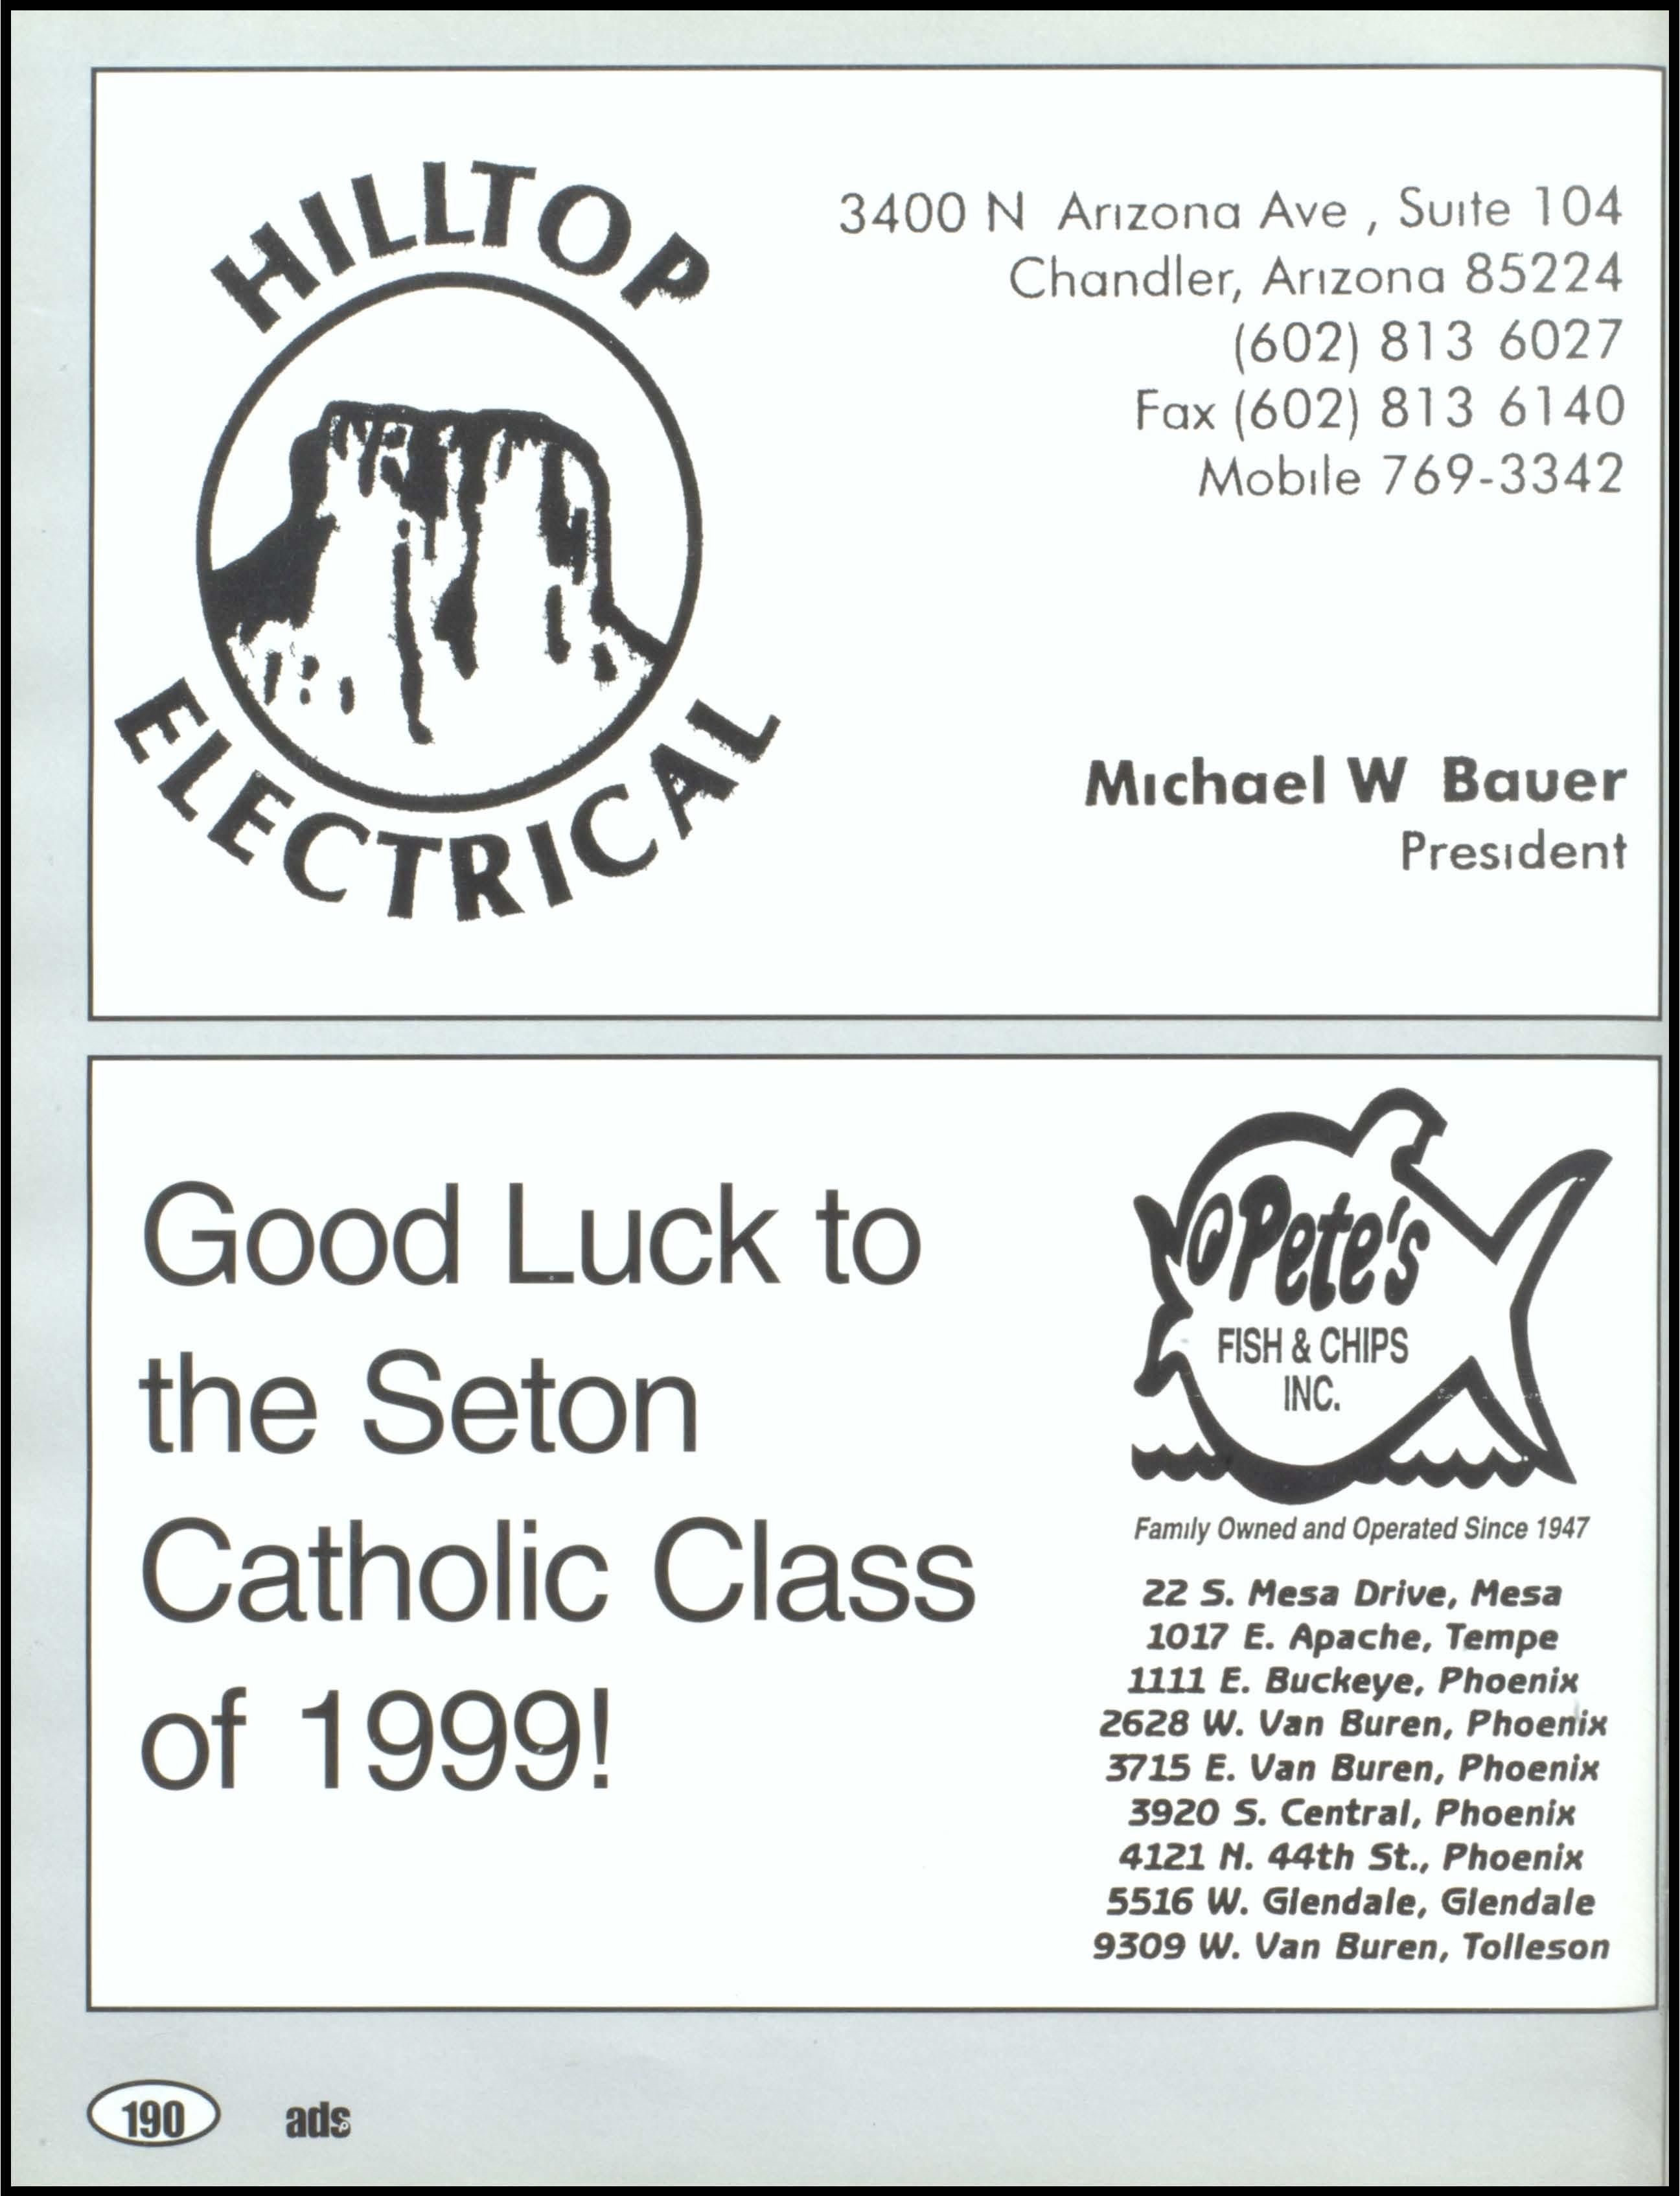 HILLTOP
ELECTRICAL
3400 N Arizona Ave , Suite 104
Chandler, Arizona 85224
(602) 813 6027
Fax (602) 813 6140
Mobile 769-3342
Michael W Bauer
President
Good Luck to
the Seton
Catholic Class
of 1999!
Pete's
FISH & CHIPS
INC.
Family Owned and Operated Since 1947
22 S. Mesa Drive, Mesa
1017 E. Apache, Tempe
1111 E. Buckeye, Phoenix
2628 W. Van Buren, Phoenix
3715 E. Van Buren, Phoenix
3920 S. Central, Phoenix
4121 N. 44th St., Phoenix
5516 W. Glendale, Glendale
9309 W. Van Buren, Tolleson
190 ads